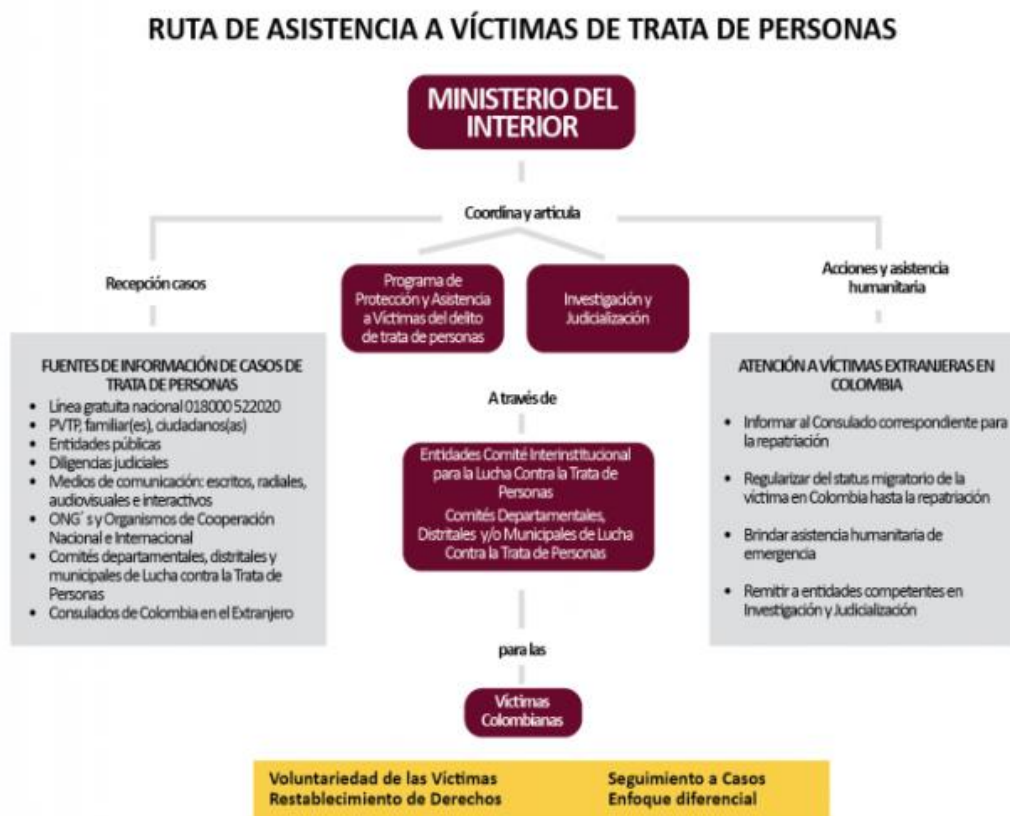 RUTA DE ASISTENCIA A VÍCTIMAS DE TRATA DE PERSONAS
MINISTERIO DEL
INTERIOR
Coordína y artícula
Recepción casos
Programa de
Protección y Asistencia
a Víctimas del delito
de trata de personas
Investigación y
Judicialización
Acciones y asistencia
humanitaria
FUENTES DE INFORMACIÓN DE CASOS DE
TRATA DE PERSONAS
• Línea gratuita nacional 018000 522020
• PVTP, familiar(es), ciudadanos(as)
• Entidades públicas
• Diligencias judiciales
• Medios de comunicación: escritos, radiales,
audiovisuales e interactivos
• ONG´s y Organismos de Cooperación
Nacional e Internacional
• Comités departamentales, distritales y
municipales de Lucha contra la Trata de
Personas
• Consulados de Colombia en el Extranjero
A través de
Entidades Comité Interinstitucional
para la Lucha Contra la Trata de
Personas
Comités Departamentales,
Distritales y/o Municipales de Lucha
Contra la Trata de Personas
ATENCIÓN A VÍCTIMAS EXTRANJERAS EN
COLOMBIA
• Informar al Consulado correspondiente para
la repatriación
• Regularizar del status migratorio de la
víctima en Colombia hasta la repatriación
• Brindar asistencia humanitaria de
emergencia
• Remitir a entidades competentes en
Investigación y Judicialización
para las
Víctimas
Colombianas
Voluntariedad de las Víctimas
Restablecimiento de Derechos
Seguimiento a Casos
Enfoque diferencial